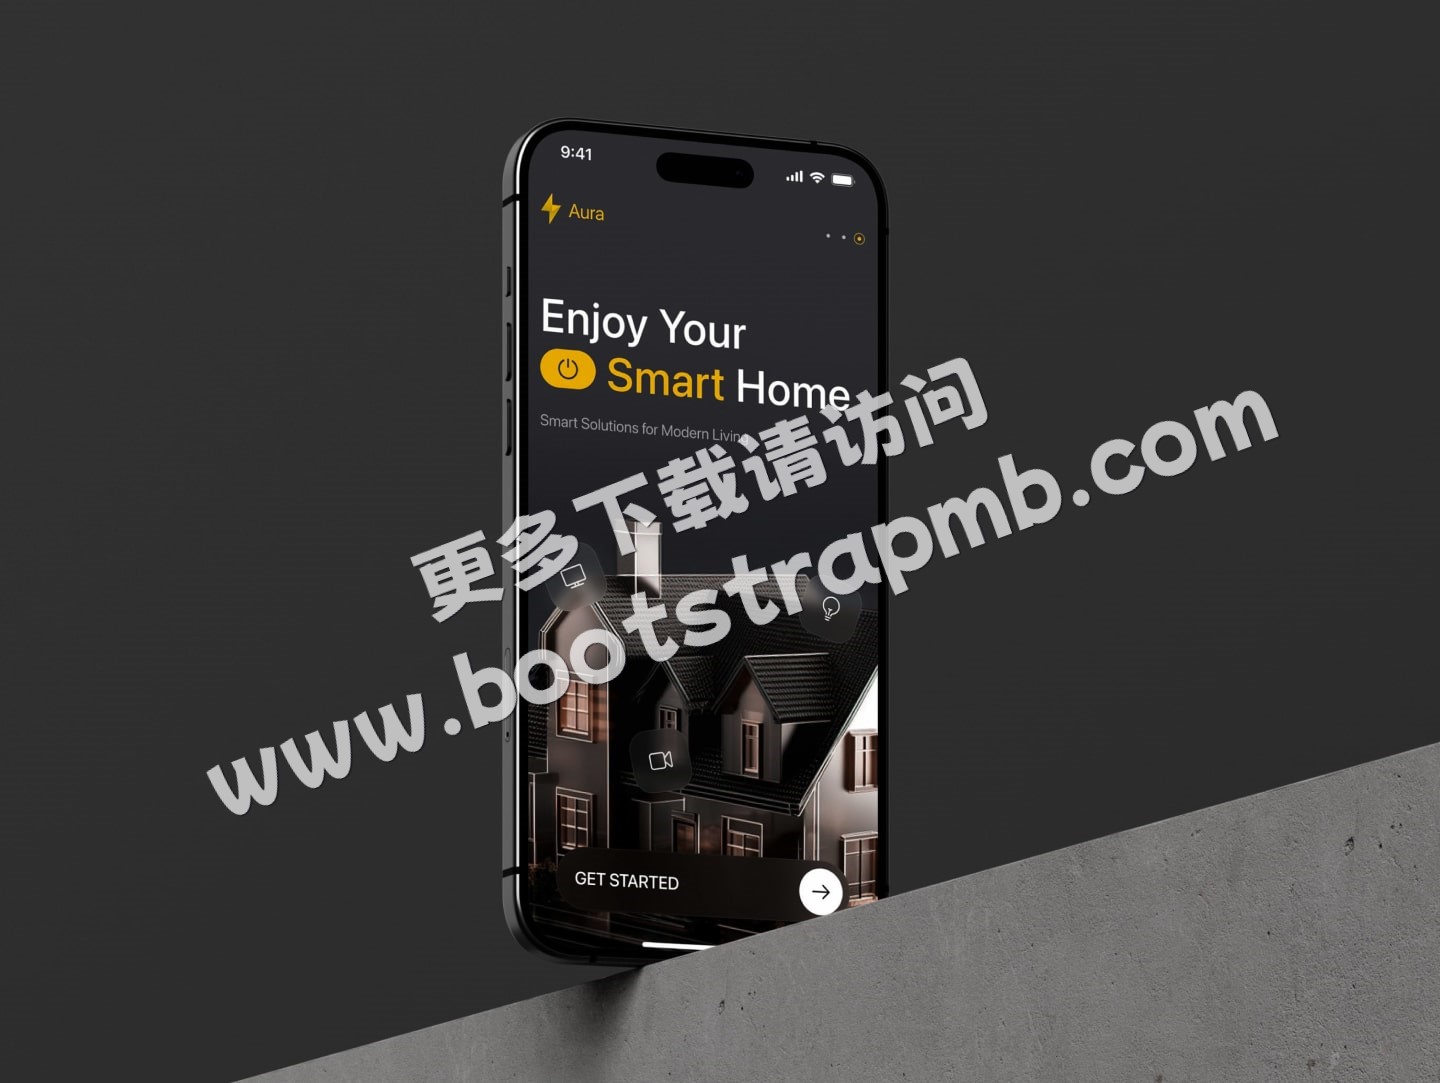 9:41
Aura
Enjoy Your
Smart Home
Smart Solutions for Modern Living
更多下载请访问
www.bootstrapmb.com
GET STARTED